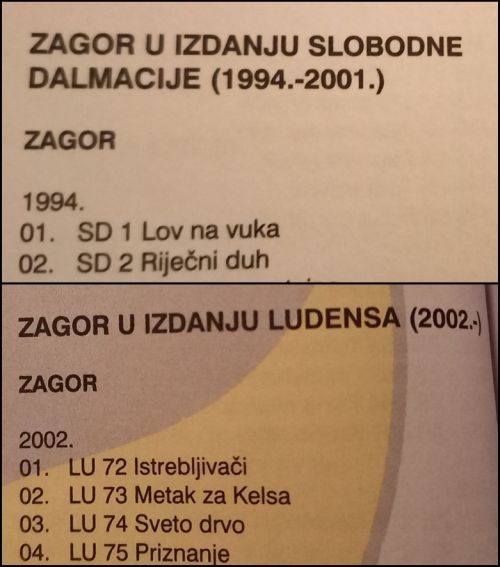 ZAGOR U IZDANJU SLOBODNE
DALMACIJE (1994.-2001.)
ZAGOR
1994.
01. SD 1 Lov na vuka
02. SD 2 Riječni duh
ZAGOR U IZDANJU LUDENSA (2002.-)
ZAGOR
2002.
01. LU 72 Istrebljivači
02. LU 73 Metak za Kelsa
03. LU 74 Sveto drvo
04. LU 75 Priznanje